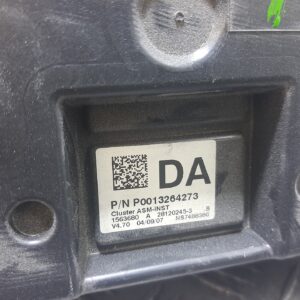 DA
P/N P0013264273
Cluster ASM-INST
1563680 A 28120245-3
V4.70 04/09/07